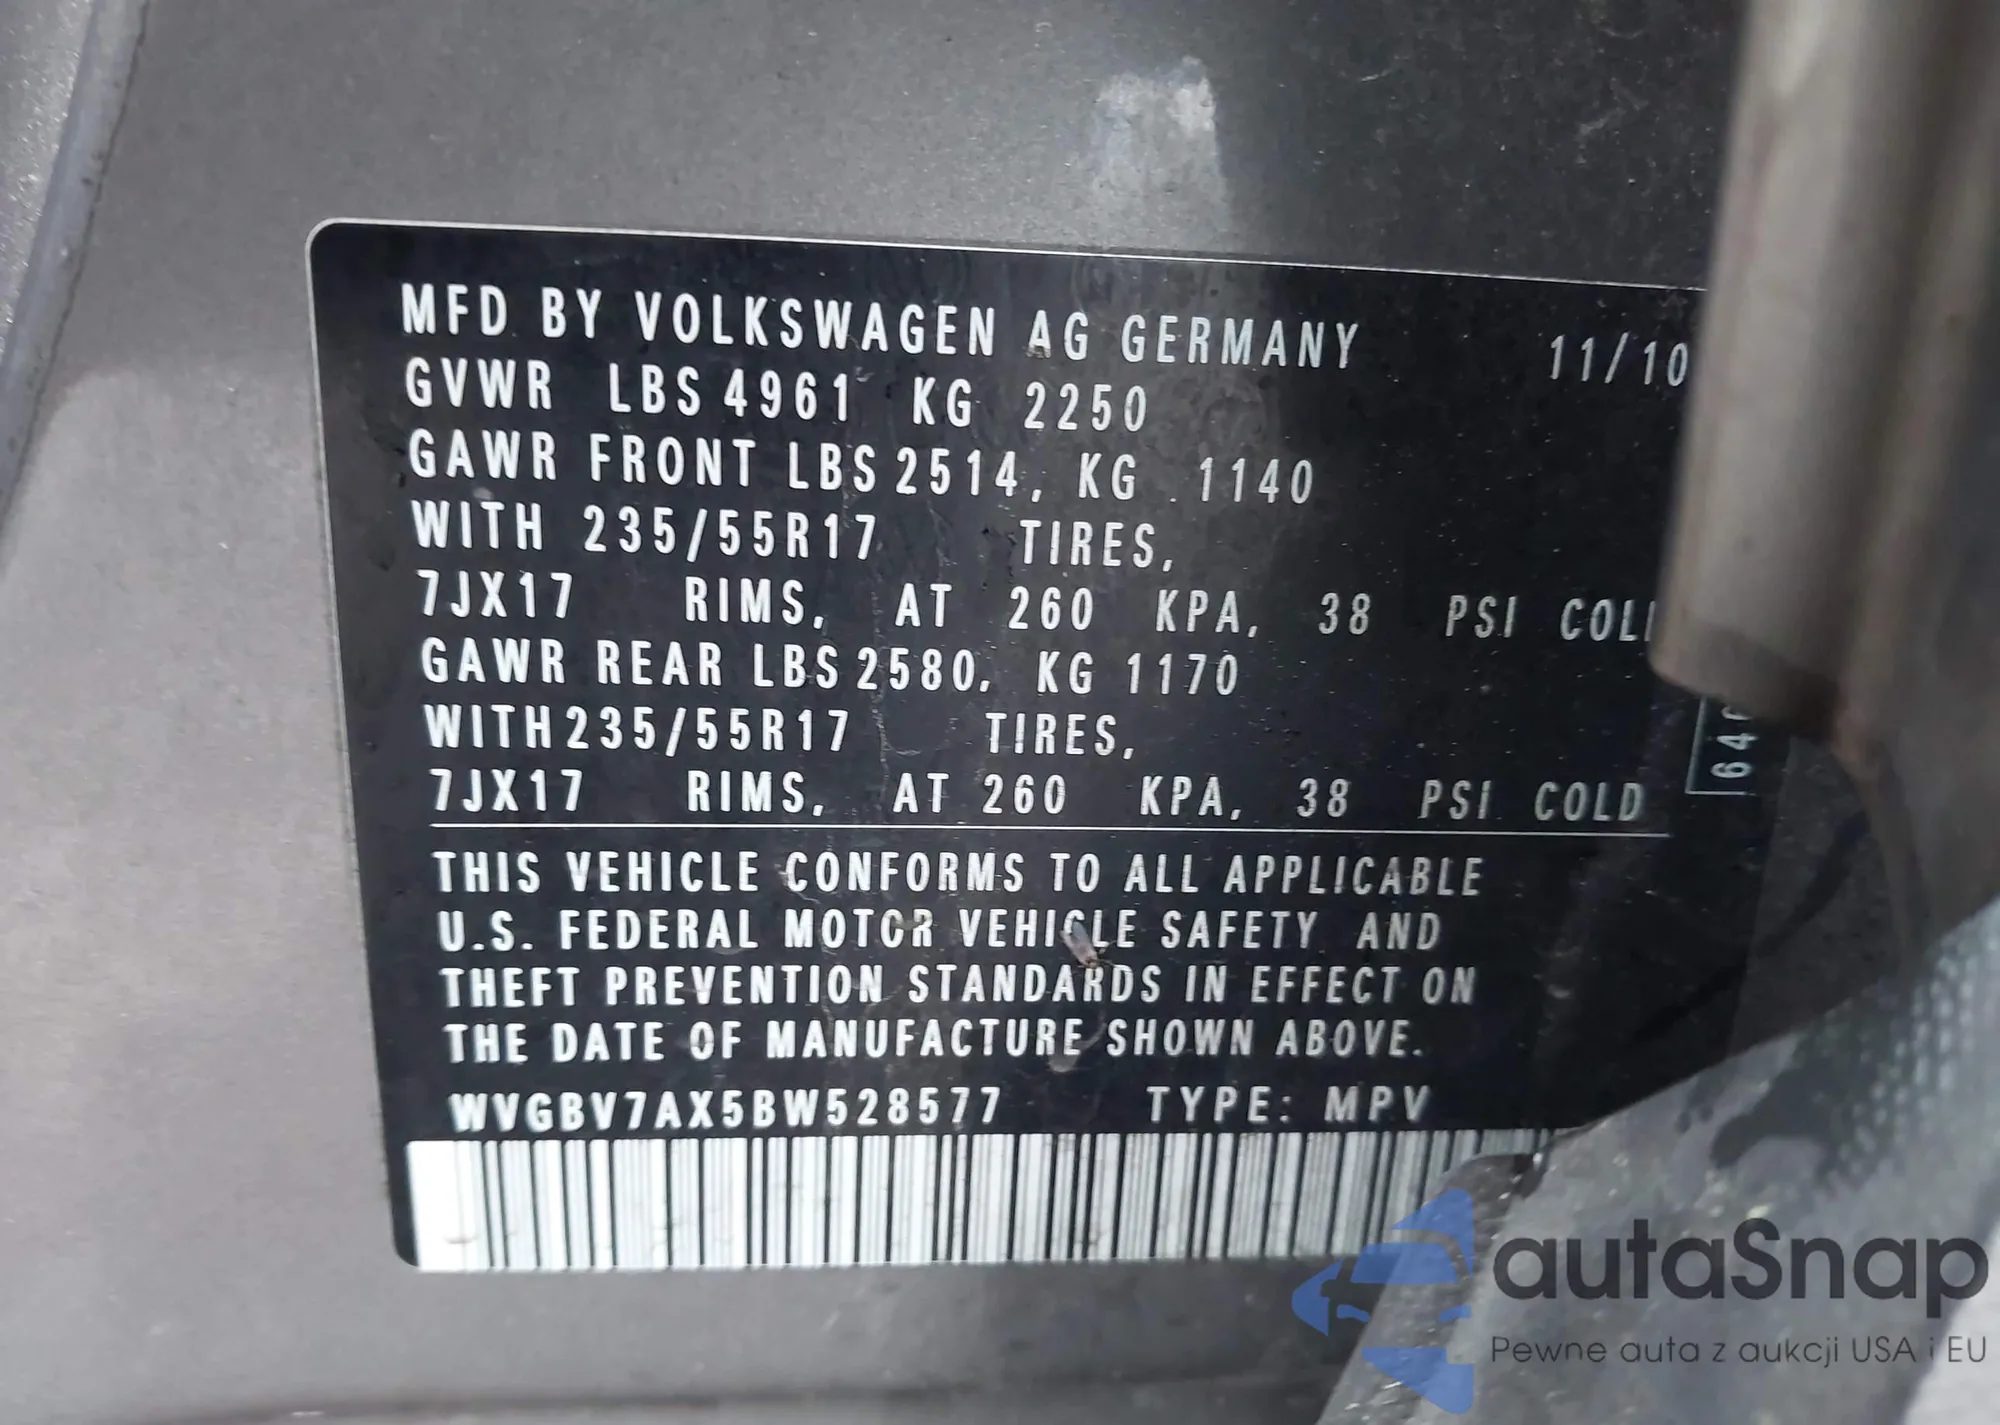 MFD BY VOLKSWAGEN AG GERMANY 11/10
GVWR LBS 4961 KG 2250
GAWR FRONT LBS 2514, KG 1140
WITH 235/55R17 TIRES,
7JX17 RIMS, AT 260 KPA, 38 PSI COL
GAWR REAR LBS 2580, KG 1170
WITH 235/55R17 TIRES,
7JX17 RIMS, AT 260 KPA, 38 PSI COLD
THIS VEHICLE CONFORMS TO ALL APPLICABLE
U.S. FEDERAL MOTOR VEHICLE SAFETY AND
THEFT PREVENTION STANDARDS IN EFFECT ON
THE DATE OF MANUFACTURE SHOWN ABOVE.
WVGBV7AX5BW528577 TYPE: MPV
autaSnap
Pewne auta z aukcji USA i EU